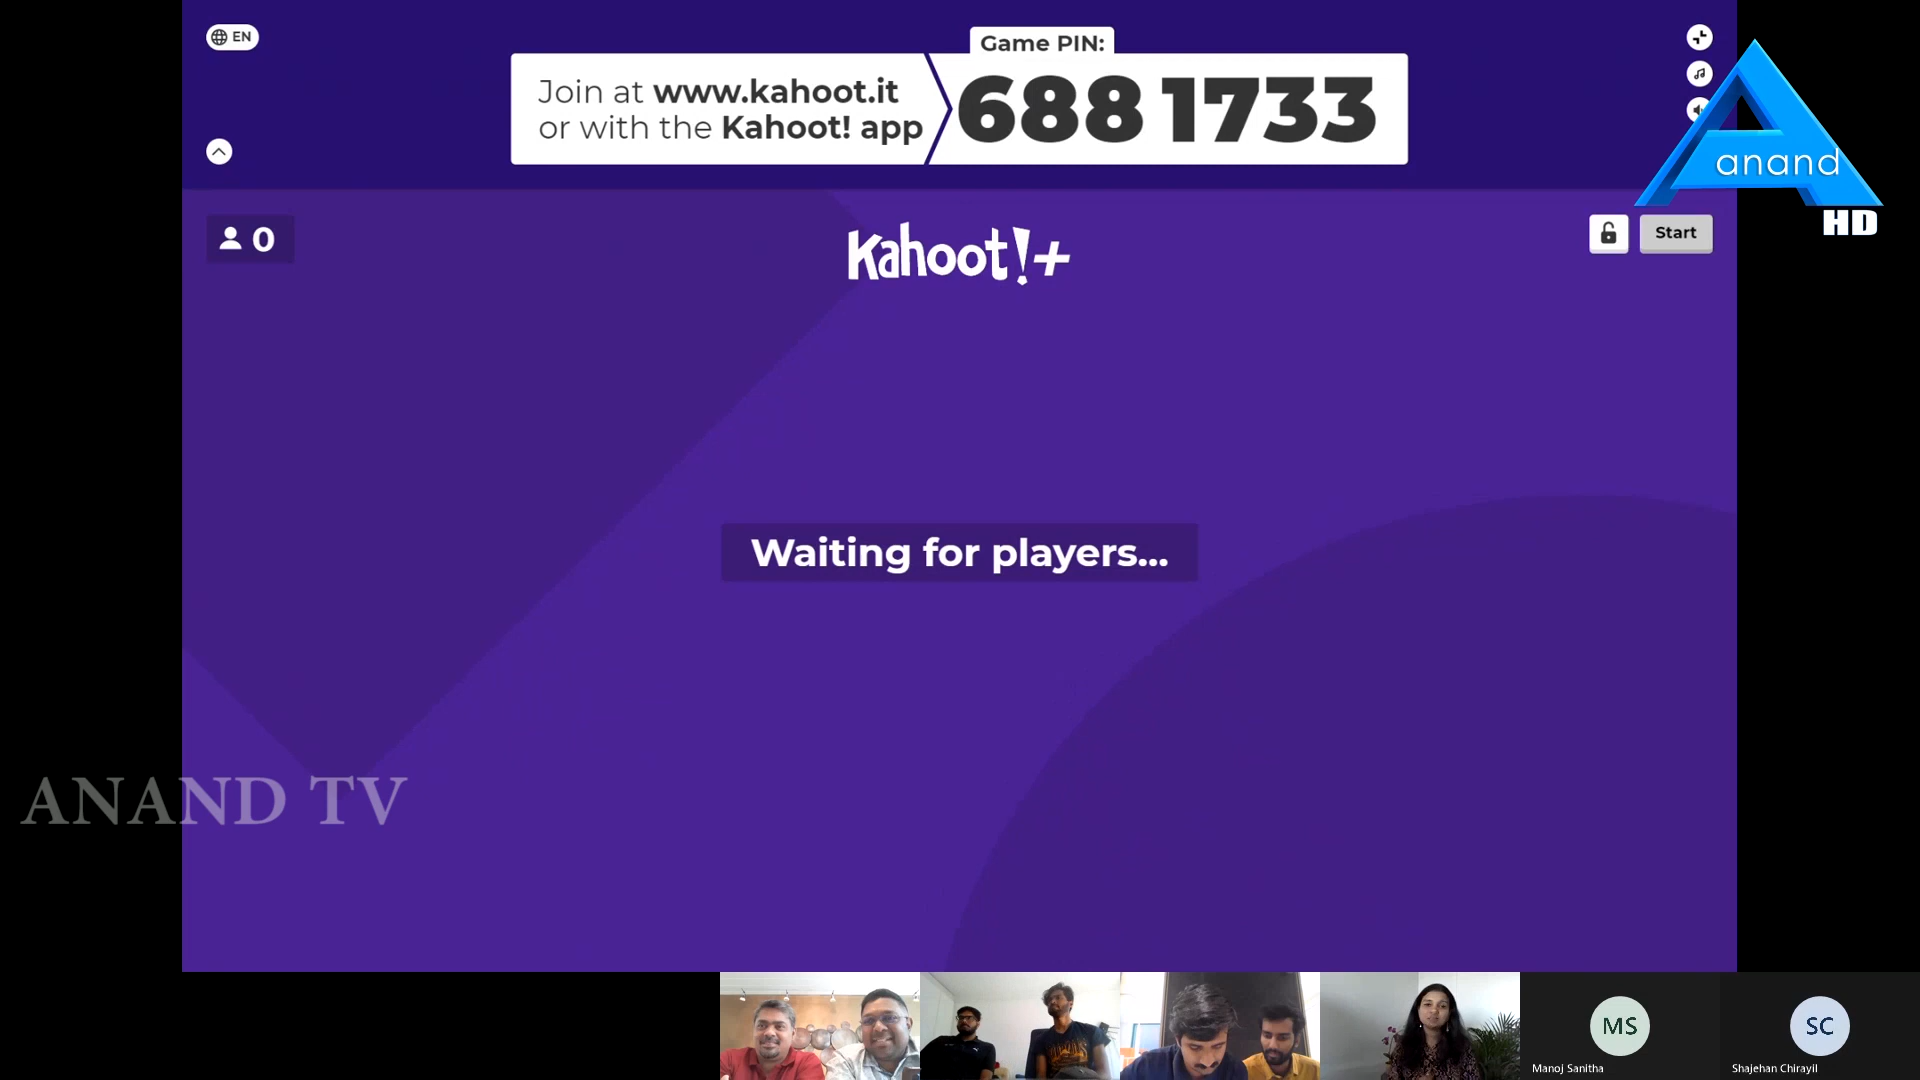 EN
Game PIN:
Join at www.kahoot.it
or with the Kahoot! app
688 1733
anand
HD
0
Kahoot!+
Start
Waiting for players...
ANAND TV
MS
Manoj Sanitha
SC
Shajehan Chirayil